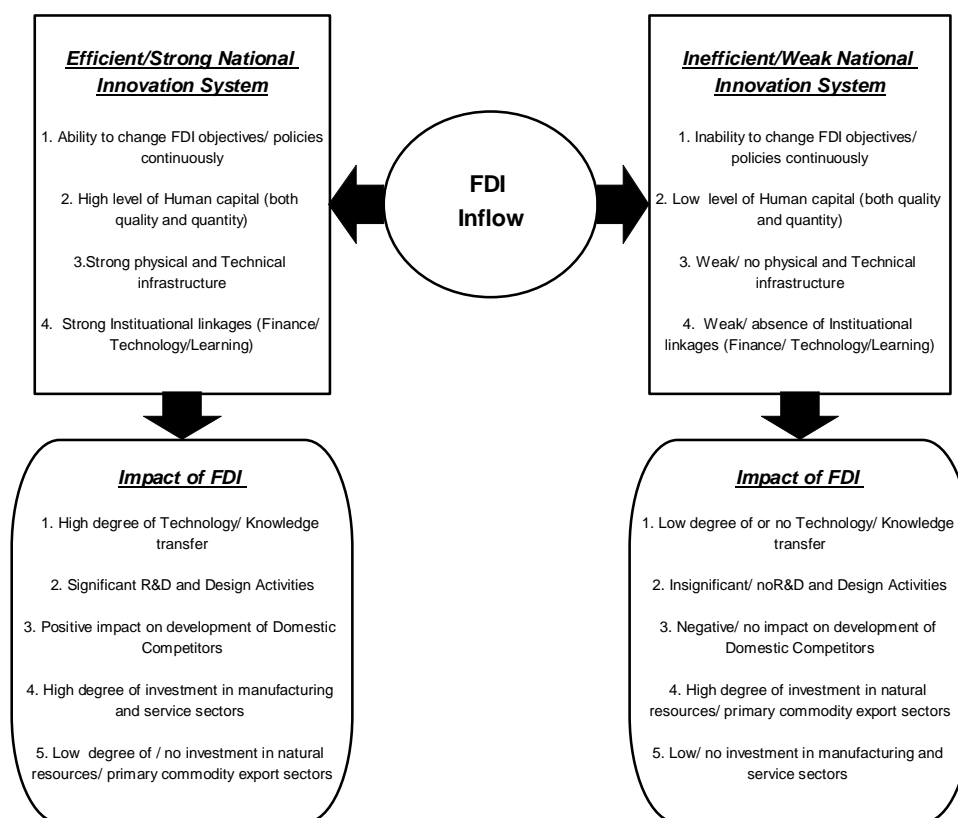 Efficient/Strong National
Innovation System
1. Ability to change FDI objectives/ policies
continuously
2. High level of Human capital (both
quality and quantity)
3.Strong physical and Technical
infrastructure
4. Strong Instituational linkages (Finance/
Technology/Learning)
FDI
Inflow
Inefficient/Weak National
Innovation System
1. Inability to change FDI objectives/
policies continuously
2. Low level of Human capital (both quality
and quantity)
3. Weak/ no physical and Technical
infrastructure
4. Weak/ absence of Instituational
linkages (Finance/ Technology/Learning)
Impact of FDI
1. High degree of Technology/ Knowledge
transfer
2. Significant R&D and Design Activities
3. Positive impact on development of Domestic
Competitors
4. High degree of investment in manufacturing
and service sectors
5. Low degree of / no investment in natural
resources/ primary commodity export sectors
Impact of FDI
1. Low degree of or no Technology/ Knowledge
transfer
2. Insignificant/ noR&D and Design Activities
3. Negative/ no impact on development of
Domestic Competitors
4. High degree of investment in natural
resources/ primary commodity export sectors
5. Low/ no investment in manufacturing and
service sectors